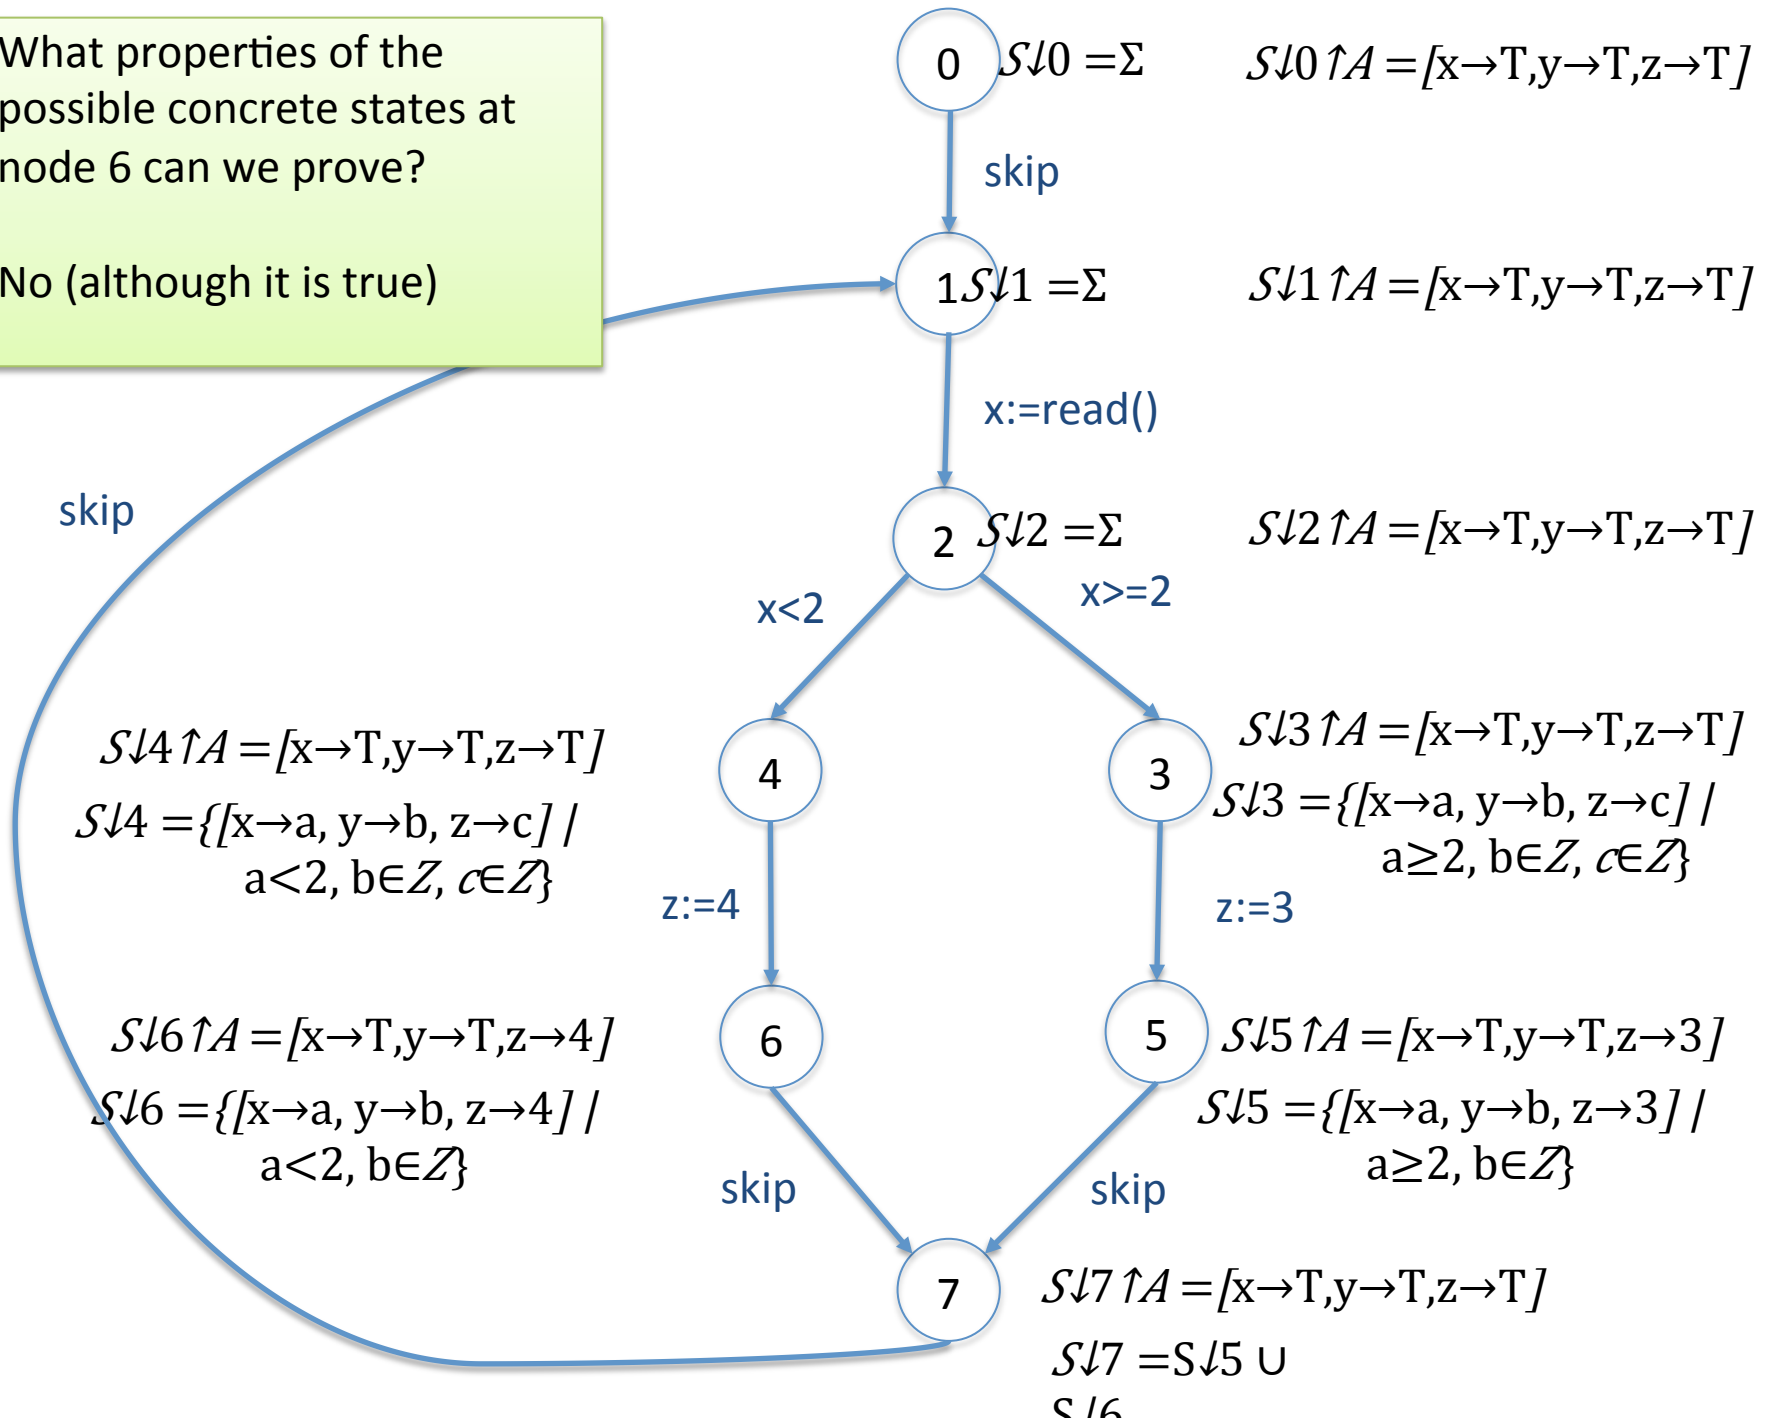 What properties of the
possible concrete states at
node 6 can we prove?
No (although it is true)
0
S↓0 =Σ
S↓0↑A =[x→T,y→T,z→T]
skip
1
S↓1 =Σ
S↓1↑A =[x→T,y→T,z→T]
x:=read()
skip
2
S↓2 =Σ
S↓2↑A =[x→T,y→T,z→T]
x<2
x>=2
S↓4↑A =[x→T,y→T,z→T]
S↓4 ={[x→a, y→b, z→c] |
a<2, b∈Z, c∈Z}
4
3
S↓3↑A =[x→T,y→T,z→T]
S↓3 ={[x→a, y→b, z→c] |
a≥2, b∈Z, c∈Z}
z:=4
z:=3
S↓6↑A =[x→T,y→T,z→4]
S↓6 ={[x→a, y→b, z→4] |
a<2, b∈Z}
6
5
S↓5↑A =[x→T,y→T,z→3]
S↓5 ={[x→a, y→b, z→3] |
a≥2, b∈Z}
skip
skip
7
S↓7↑A =[x→T,y→T,z→T]
S↓7 =S↓5 ∪
S↓6